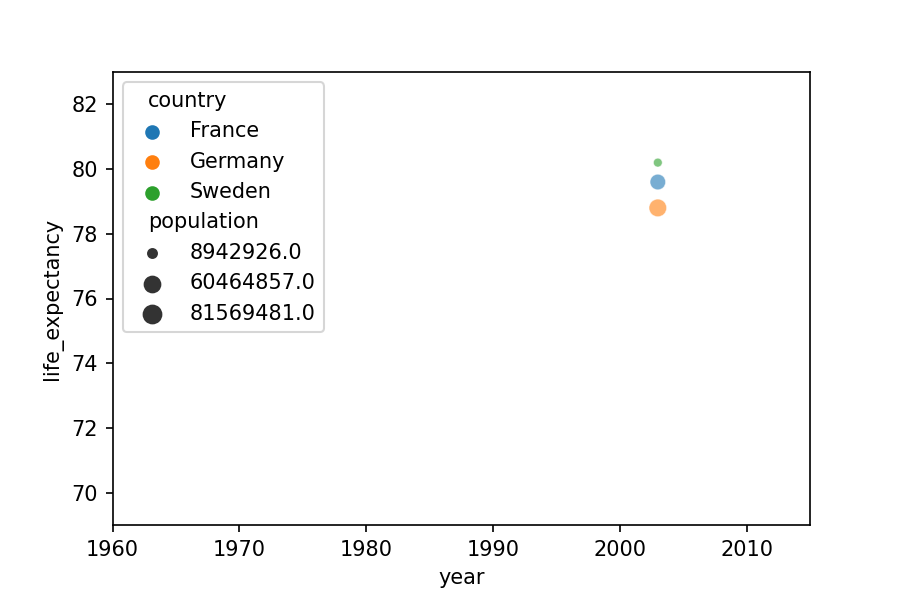 82
80
78
76
74
72
70
life_expectancy
country
France
Germany
Sweden
population
8942926.0
60464857.0
81569481.0
1960 1970 1980 1990 2000 2010
year